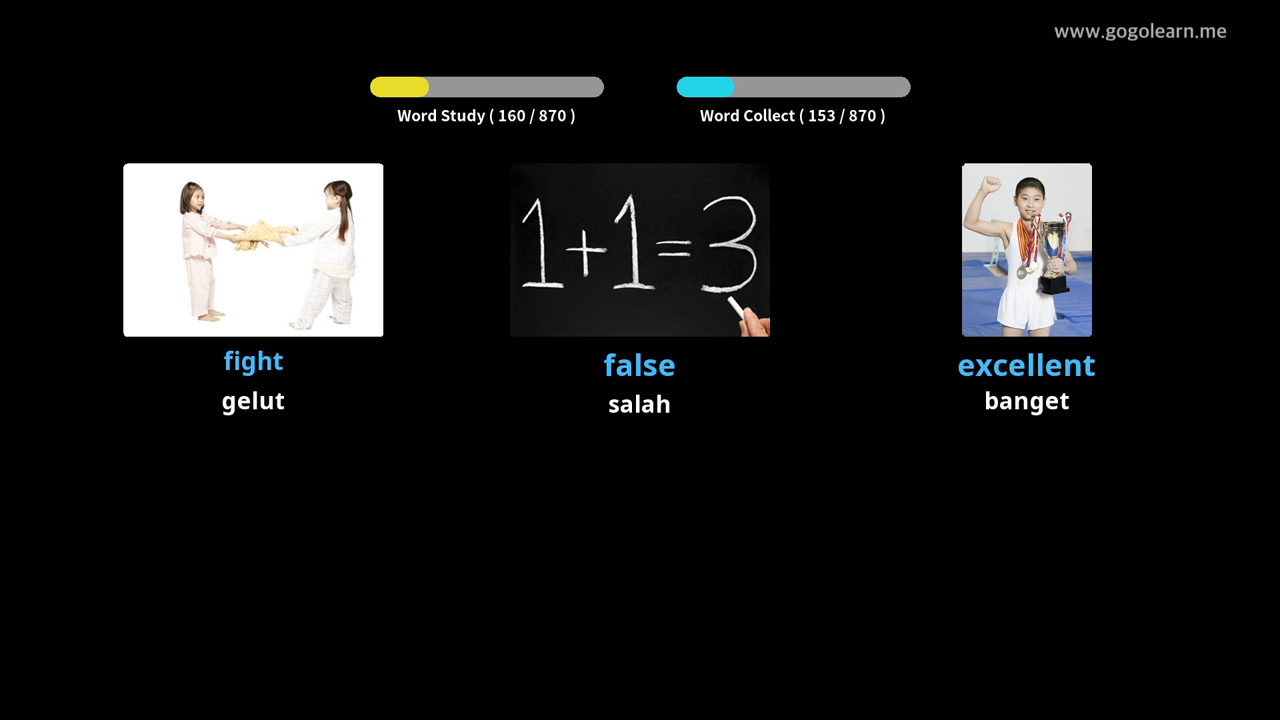 www.gogolearn.me
Word Study ( 160 / 870 )
Word Collect ( 153 / 870 )
1+1=3
fight
false
excellent
gelut
salah
banget